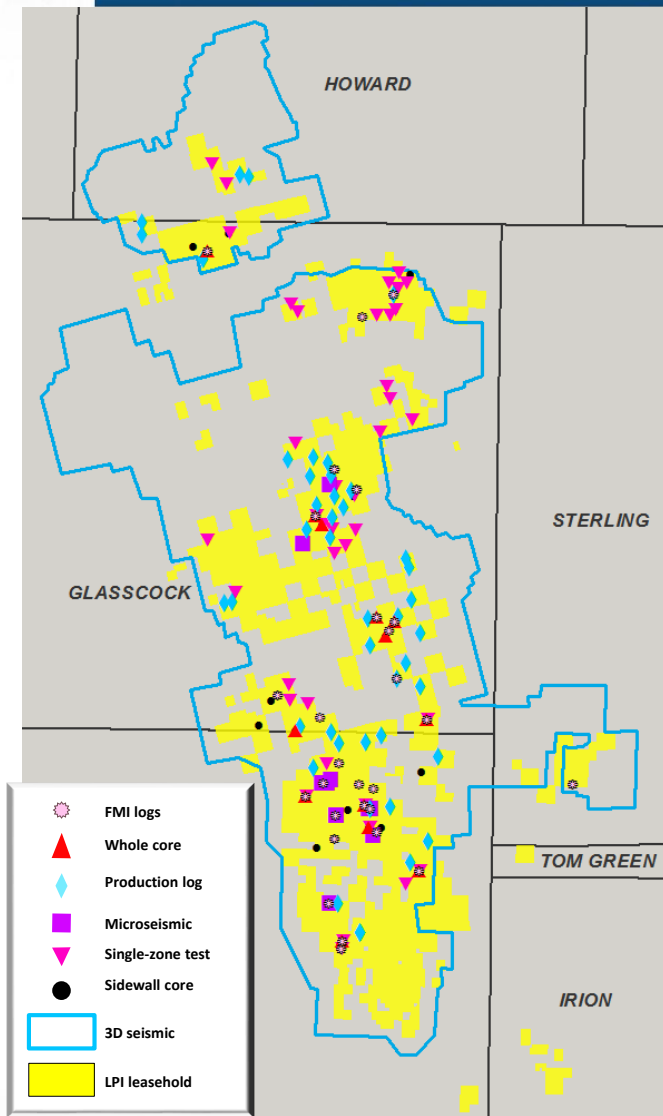 HOWARD
STERLING
GLASSCOCK
TOM GREEN
IRION
FMI logs
Whole core
Production log
Microseismic
Single-zone test
Sidewall core
3D seismic
LPI leasehold